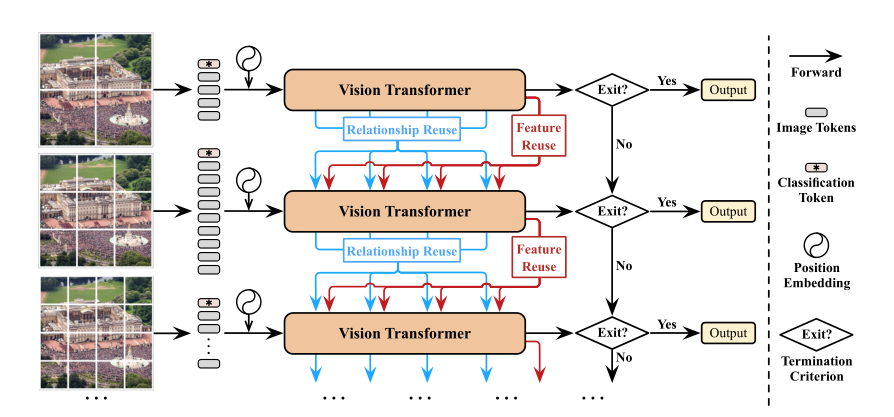 *
Vision Transformer
Exit?
Yes
Output
Relationship Reuse
Feature
Reuse
No
*
Vision Transformer
Exit?
Yes
Output
Relationship Reuse
Feature
Reuse
No
*
Vision Transformer
Exit?
Yes
Output
No
...
...
...
...
...
Forward
Image Tokens
*
Classification
Token
Position
Embedding
Exit?
Termination
Criterion